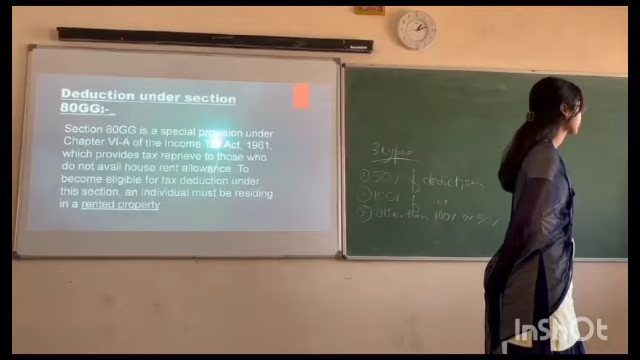 Deduction under section
80GG:-
Section 80GG is a special provision under
Chapter VI-A of the Income Tax Act, 1961,
which provides tax reprieve to those who
do not avail house rent allowance. To
become eligible for tax deduction under
this section, an individual must be residing
in a rented property.
3 types
① 50% of deduction
② 100% of "
③ other than 100% or 50%
InShOt